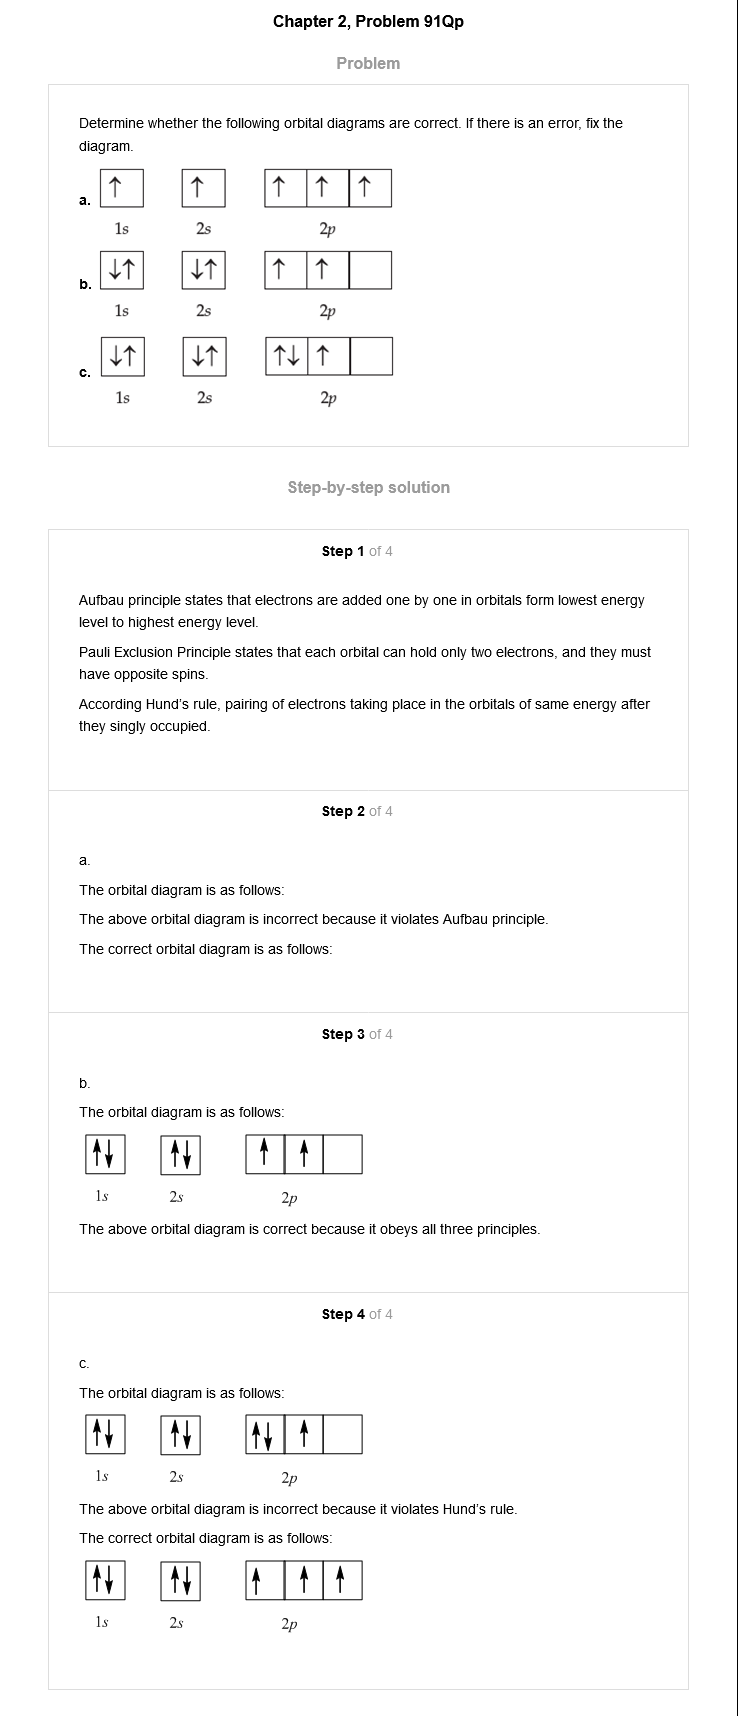 Chapter 2, Problem 91Qp
Problem
Determine whether the following orbital diagrams are correct. If there is an error, fix the
diagram.
a. ↑ ↑ ↑ ↑ ↑
1s 2s 2p
b. ↓↑ ↓↑ ↑ ↑
1s 2s 2p
c. ↓↑ ↓↑ ↑↓ ↑
1s 2s 2p
Step-by-step solution
Step 1 of 4
Aufbau principle states that electrons are added one by one in orbitals form lowest energy
level to highest energy level.
Pauli Exclusion Principle states that each orbital can hold only two electrons, and they must
have opposite spins.
According Hund's rule, pairing of electrons taking place in the orbitals of same energy after
they singly occupied.
Step 2 of 4
a.
The orbital diagram is as follows:
The above orbital diagram is incorrect because it violates Aufbau principle.
The correct orbital diagram is as follows:
Step 3 of 4
b.
The orbital diagram is as follows:
↑↓ ↑↓ ↑ ↑
1s 2s 2p
The above orbital diagram is correct because it obeys all three principles.
Step 4 of 4
c.
The orbital diagram is as follows:
↑↓ ↑↓ ↑↓ ↑
1s 2s 2p
The above orbital diagram is incorrect because it violates Hund's rule.
The correct orbital diagram is as follows:
↑↓ ↑↓ ↑ ↑ ↑
1s 2s 2p